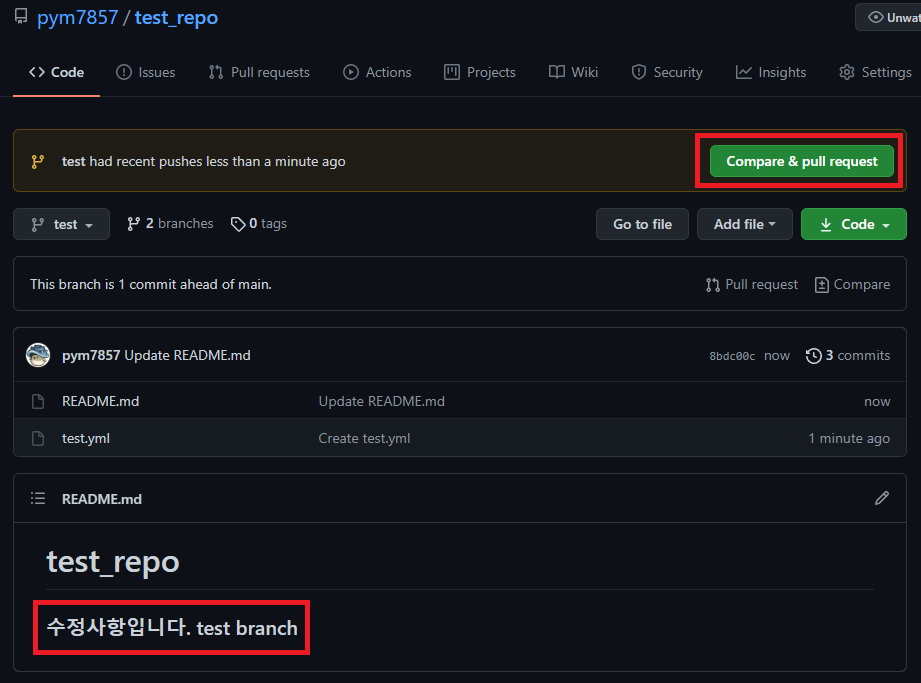 pym7857 / test_repo
Unwat
Code Issues Pull requests Actions Projects Wiki Security Insights Settings
test had recent pushes less than a minute ago Compare & pull request
test 2 branches 0 tags Go to file Add file Code
This branch is 1 commit ahead of main. Pull request Compare
pym7857 Update README.md 8bdc00c now 3 commits
README.md Update README.md now
test.yml Create test.yml 1 minute ago
README.md
test_repo
수정사항입니다. test branch